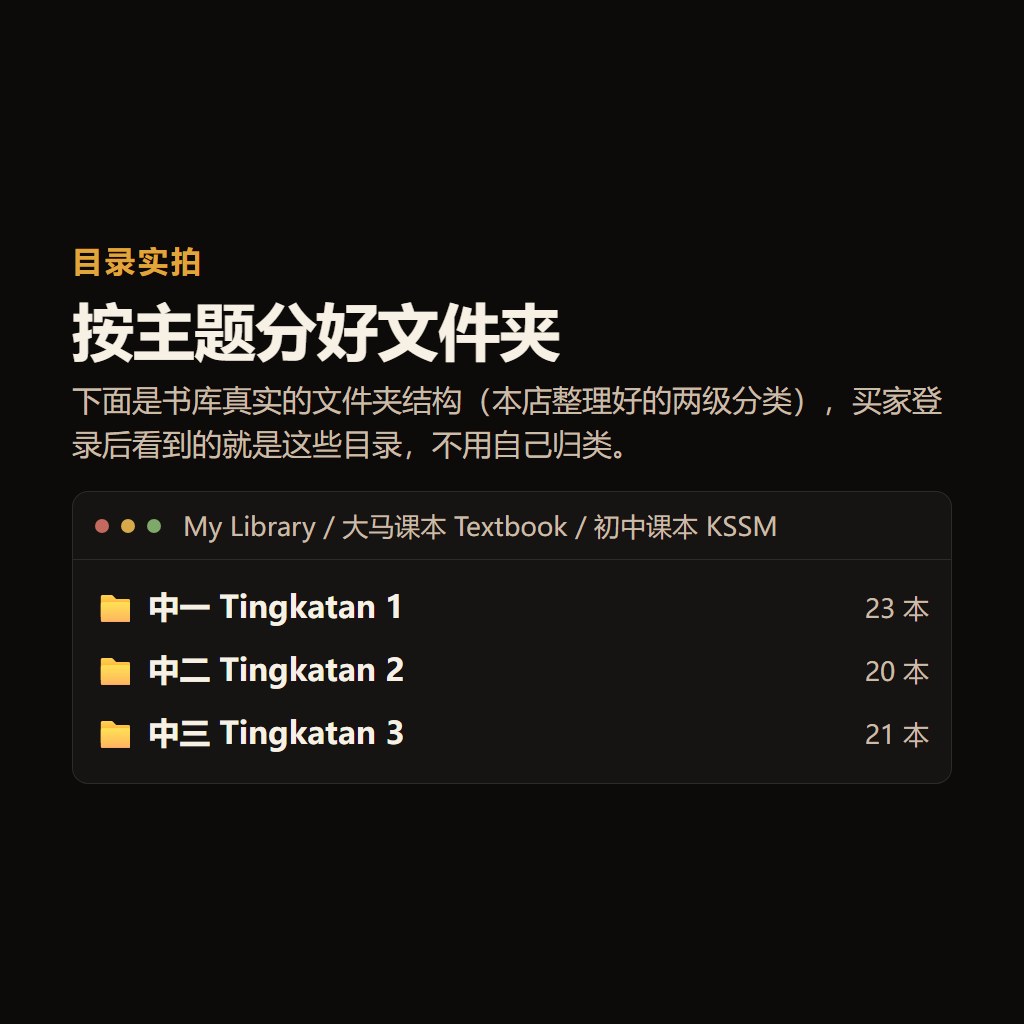 目录实拍
按主题分好文件夹
下面是书库真实的文件夹结构（本店整理好的两级分类），买家登
录后看到的就是这些目录，不用自己归类。
My Library / 大马课本 Textbook / 初中课本 KSSM
中一 Tingkatan 1 23 本
中二 Tingkatan 2 20 本
中三 Tingkatan 3 21 本